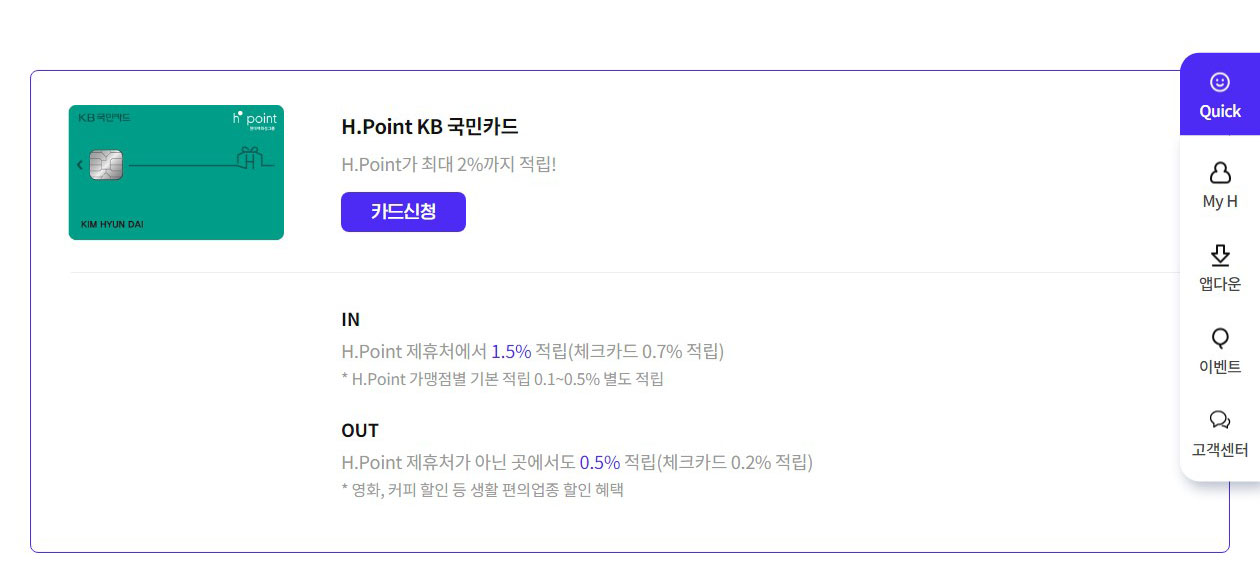 KB 국민카드
h point
KIM HYUN DAI
H.Point KB 국민카드
H.Point가 최대 2%까지 적립!
카드신청
IN
H.Point 제휴처에서 1.5% 적립(체크카드 0.7% 적립)
* H.Point 가맹점별 기본 적립 0.1~0.5% 별도 적립
OUT
H.Point 제휴처가 아닌 곳에서도 0.5% 적립(체크카드 0.2% 적립)
* 영화, 커피 할인 등 생활 편의업종 할인 혜택
Quick
My H
앱다운
이벤트
고객센터